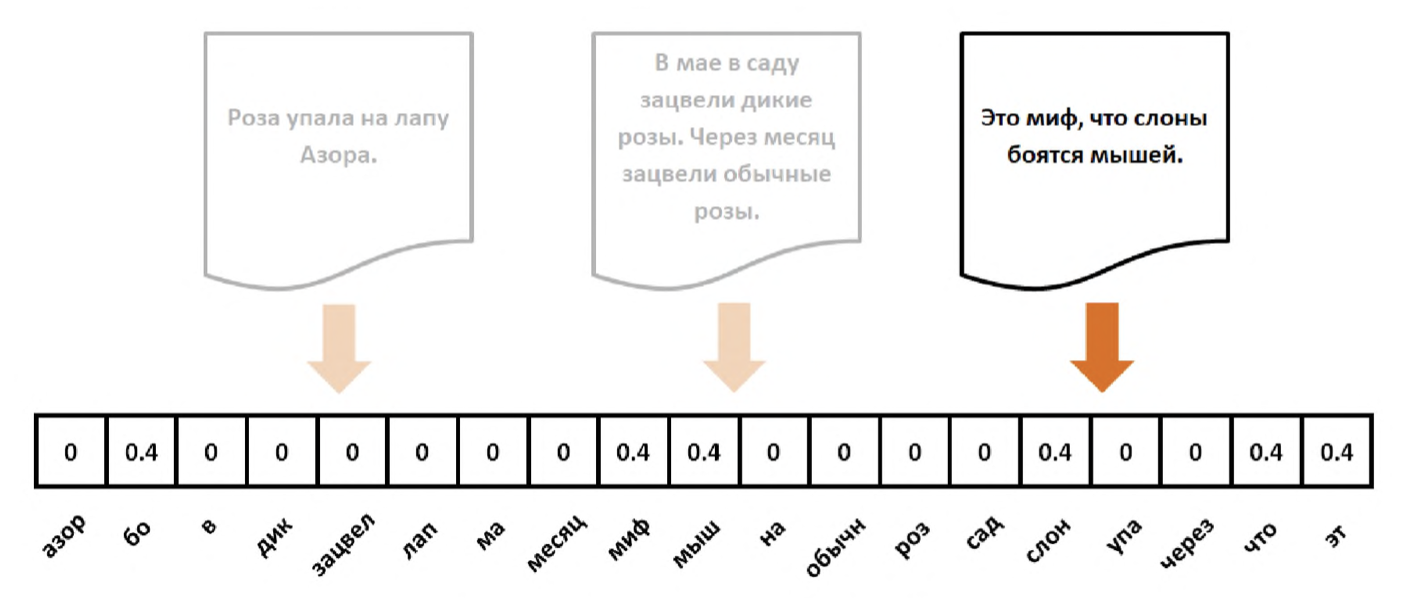 Роза упала на лапу
Азора.
В мае в саду
зацвели дикие
розы. Через месяц
зацвели обычные
розы.
Это миф, что слоны
боятся мышей.
0 0.4 0 0 0 0 0 0 0.4 0.4 0 0 0 0 0.4 0 0 0.4 0.4
азор бо в дик зацвел лап ма месяц миф мыш на обычн роз сад слон упа через что эт